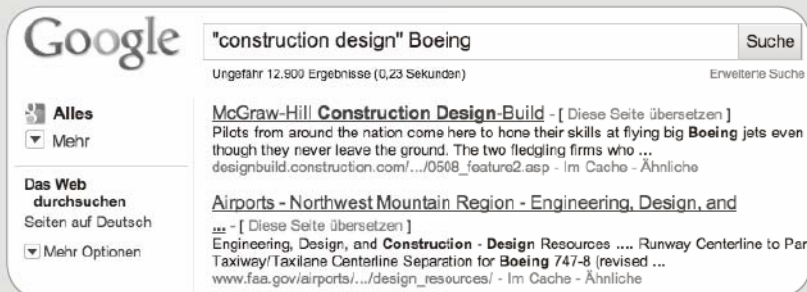 Google
"construction design" Boeing
Suche
Ungefähr 12.900 Ergebnisse (0,23 Sekunden)
Erweiterte Suche
Alles
Mehr
Das Web
durchsuchen
Seiten auf Deutsch
Mehr Optionen
McGraw-Hill Construction Design-Build - [ Diese Seite übersetzen ]
Pilots from around the nation come here to hone their skills at flying big Boeing jets even
though they never leave the ground. The two fledgling firms who ...
designbuild.construction.com/.../0508_feature2.asp - Im Cache - Ähnliche
Airports - Northwest Mountain Region - Engineering, Design, and
... - [ Diese Seite übersetzen ]
Engineering, Design, and Construction - Design Resources .... Runway Centerline to Par
Taxiway/Taxilane Centerline Separation for Boeing 747-8 (revised ...
www.faa.gov/airports/.../design_resources/ - Im Cache - Ähnliche